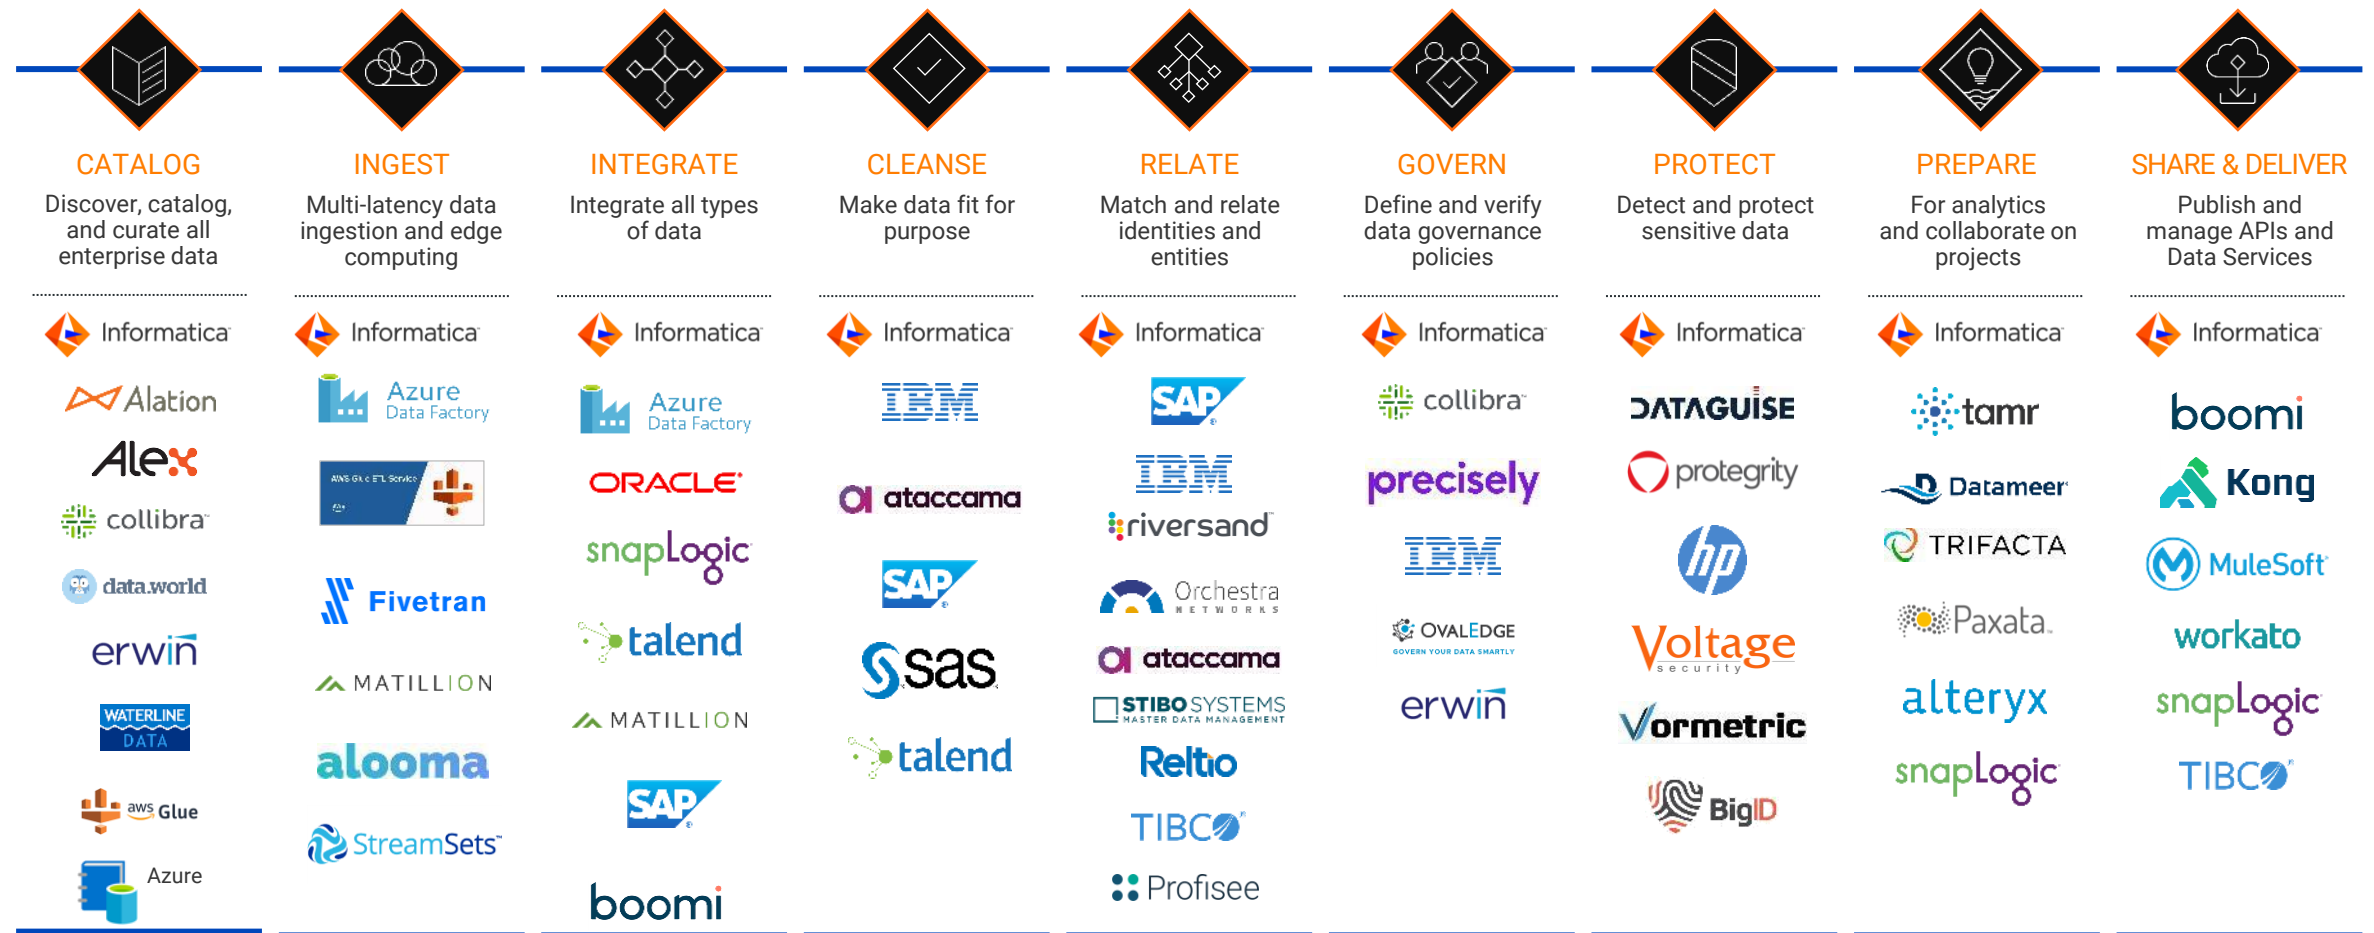 CATALOG
Discover, catalog,
and curate all
enterprise data
Informatica
Alation
Alex
collibra
data.world
erwin
WATERLINE
DATA
aws Glue
Azure
INGEST
Multi-latency data
ingestion and edge
computing
Informatica
Azure
Data Factory
AWS Glue ETL Service
Fivetran
MATILLION
alooma
StreamSets
INTEGRATE
Integrate all types
of data
Informatica
Azure
Data Factory
ORACLE
snapLogic
talend
MATILLION
SAP
boomi
CLEANSE
Make data fit for
purpose
Informatica
IBM
ataccama
SAP
sas
talend
RELATE
Match and relate
identities and
entities
Informatica
SAP
IBM
riversand
Orchestra
NETWORKS
ataccama
STIBO SYSTEMS
MASTER DATA MANAGEMENT
Reltio
TIBCO
Profisee
GOVERN
Define and verify
data governance
policies
Informatica
collibra
precisely
IBM
OVALEDGE
GOVERN YOUR DATA SMARTLY
erwin
PROTECT
Detect and protect
sensitive data
Informatica
DATAGUISE
protegrity
hp
Voltage
security
Vormetric
BigID
PREPARE
For analytics
and collaborate on
projects
Informatica
tamr
Datameer
TRIFACTA
Paxata
alteryx
snapLogic
SHARE & DELIVER
Publish and
manage APIs and
Data Services
Informatica
boomi
Kong
MuleSoft
workato
snapLogic
TIBCO